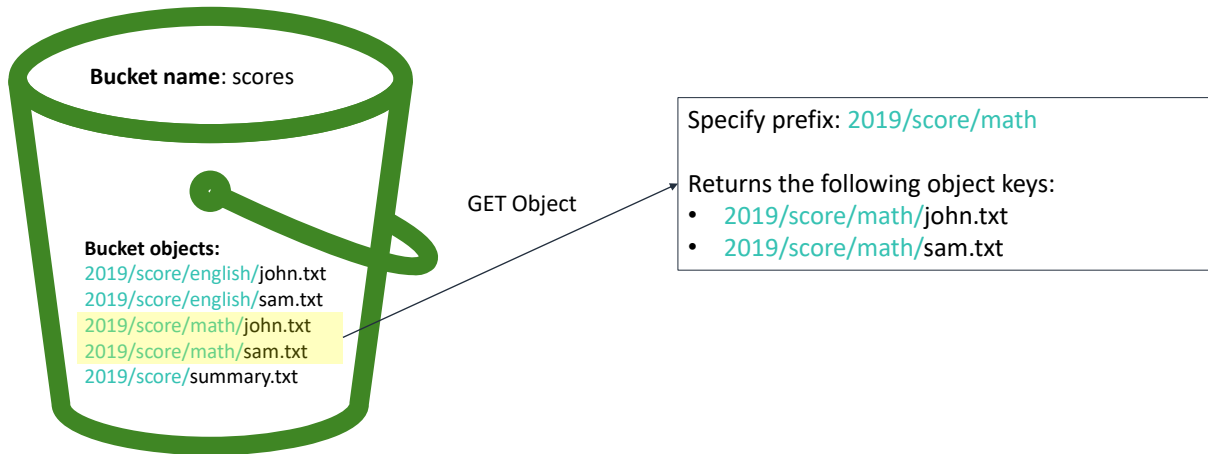 Bucket name: scores
Bucket objects:
2019/score/english/john.txt
2019/score/english/sam.txt
2019/score/math/john.txt
2019/score/math/sam.txt
2019/score/summary.txt
GET Object
Specify prefix: 2019/score/math
Returns the following object keys:
• 2019/score/math/john.txt
• 2019/score/math/sam.txt